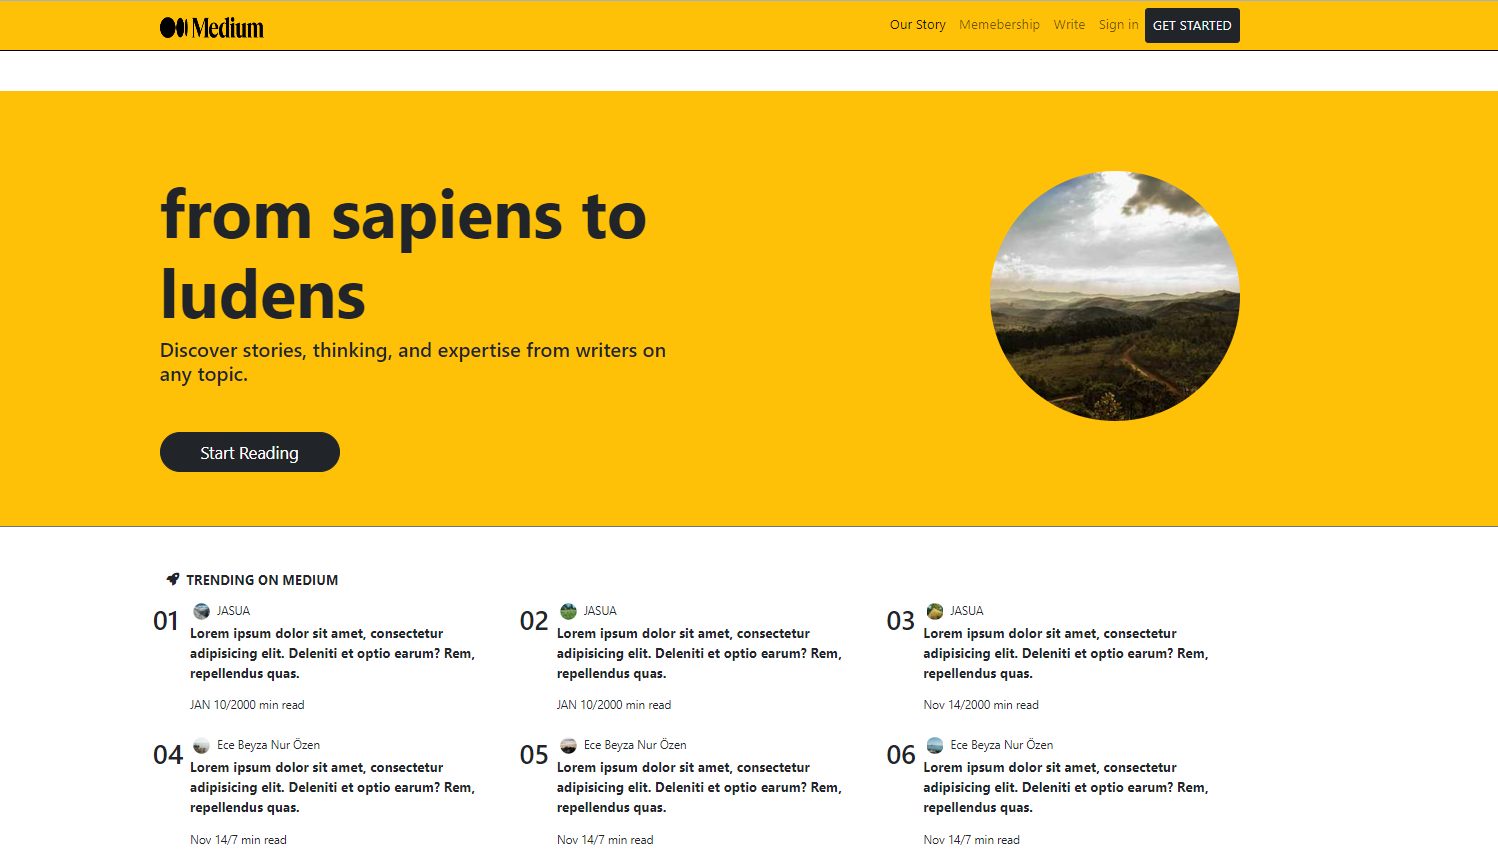 Medium
Our Story Memebership Write Sign in GET STARTED
from sapiens to
ludens
Discover stories, thinking, and expertise from writers on
any topic.
Start Reading
TRENDING ON MEDIUM
01 JASUA
Lorem ipsum dolor sit amet, consectetur
adipisicing elit. Deleniti et optio earum? Rem,
repellendus quas.
JAN 10/2000 min read
02 JASUA
Lorem ipsum dolor sit amet, consectetur
adipisicing elit. Deleniti et optio earum? Rem,
repellendus quas.
JAN 10/2000 min read
03 JASUA
Lorem ipsum dolor sit amet, consectetur
adipisicing elit. Deleniti et optio earum? Rem,
repellendus quas.
Nov 14/2000 min read
04 Ece Beyza Nur Özen
Lorem ipsum dolor sit amet, consectetur
adipisicing elit. Deleniti et optio earum? Rem,
repellendus quas.
Nov 14/7 min read
05 Ece Beyza Nur Özen
Lorem ipsum dolor sit amet, consectetur
adipisicing elit. Deleniti et optio earum? Rem,
repellendus quas.
Nov 14/7 min read
06 Ece Beyza Nur Özen
Lorem ipsum dolor sit amet, consectetur
adipisicing elit. Deleniti et optio earum? Rem,
repellendus quas.
Nov 14/7 min read